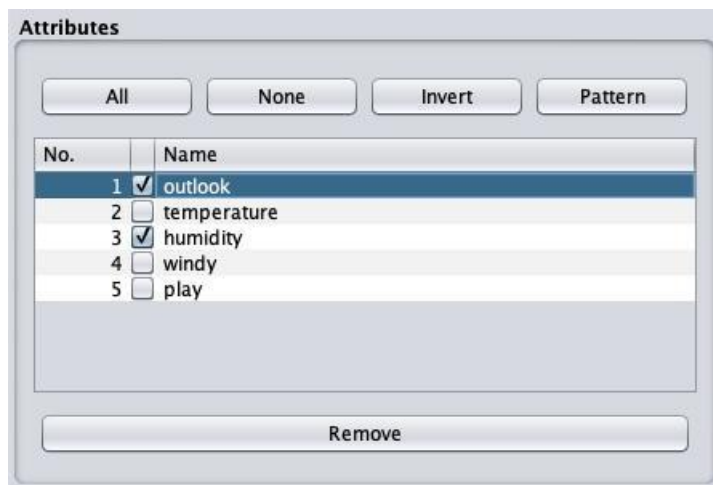 Attributes
All None Invert Pattern
No. Name
1 outlook
2 temperature
3 humidity
4 windy
5 play
Remove